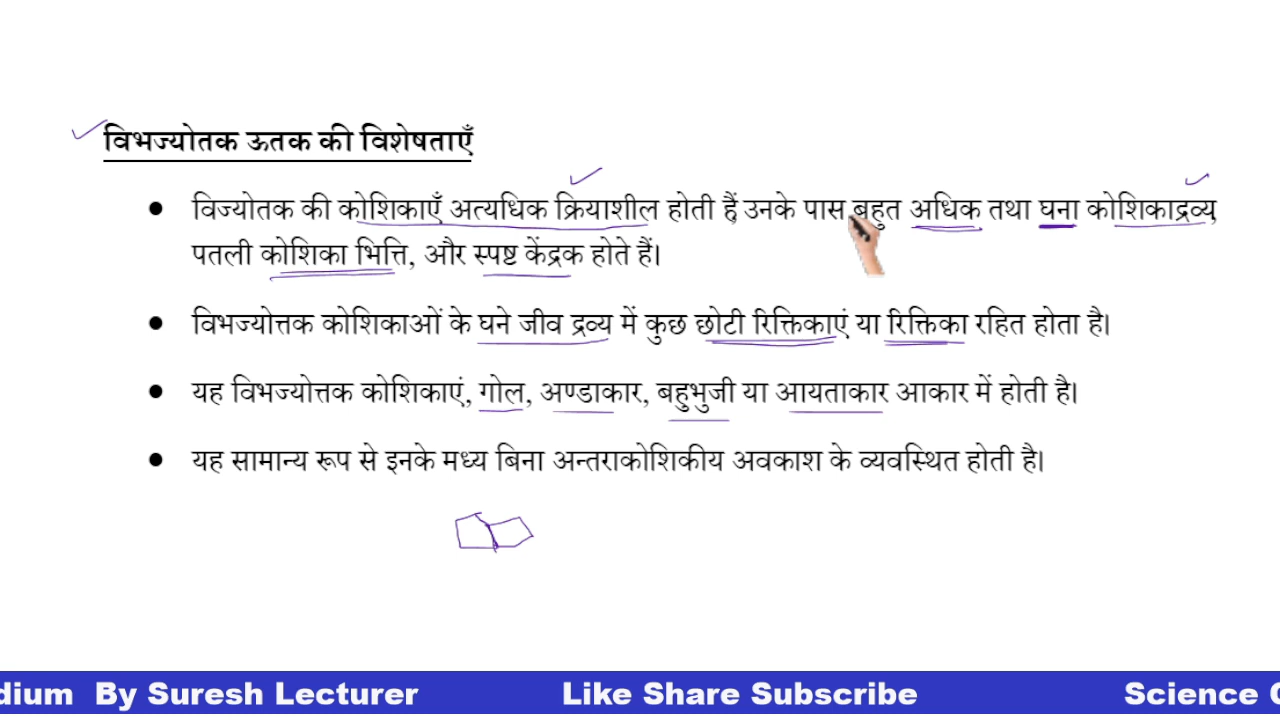 विभज्योतक ऊतक की विशेषताएँ
● विज्योतक की कोशिकाएँ अत्यधिक क्रियाशील होती हैं, उनके पास बहुत अधिक तथा घना कोशिकाद्रव्य,
पतली कोशिका भित्ति, और स्पष्ट केंद्रक होते हैं।
● विभज्योत्तक कोशिकाओं के घने जीव द्रव्य में कुछ छोटी रिक्तिकाएं या रिक्तिका रहित होता है।
● यह विभज्योत्तक कोशिकाएं, गोल, अण्डाकार, बहुभुजी या आयताकार आकार में होती है।
● यह सामान्य रूप से इनके मध्य बिना अन्तराकोशिकीय अवकाश के व्यवस्थित होती है।
dium By Suresh Lecturer Like Share Subscribe Science